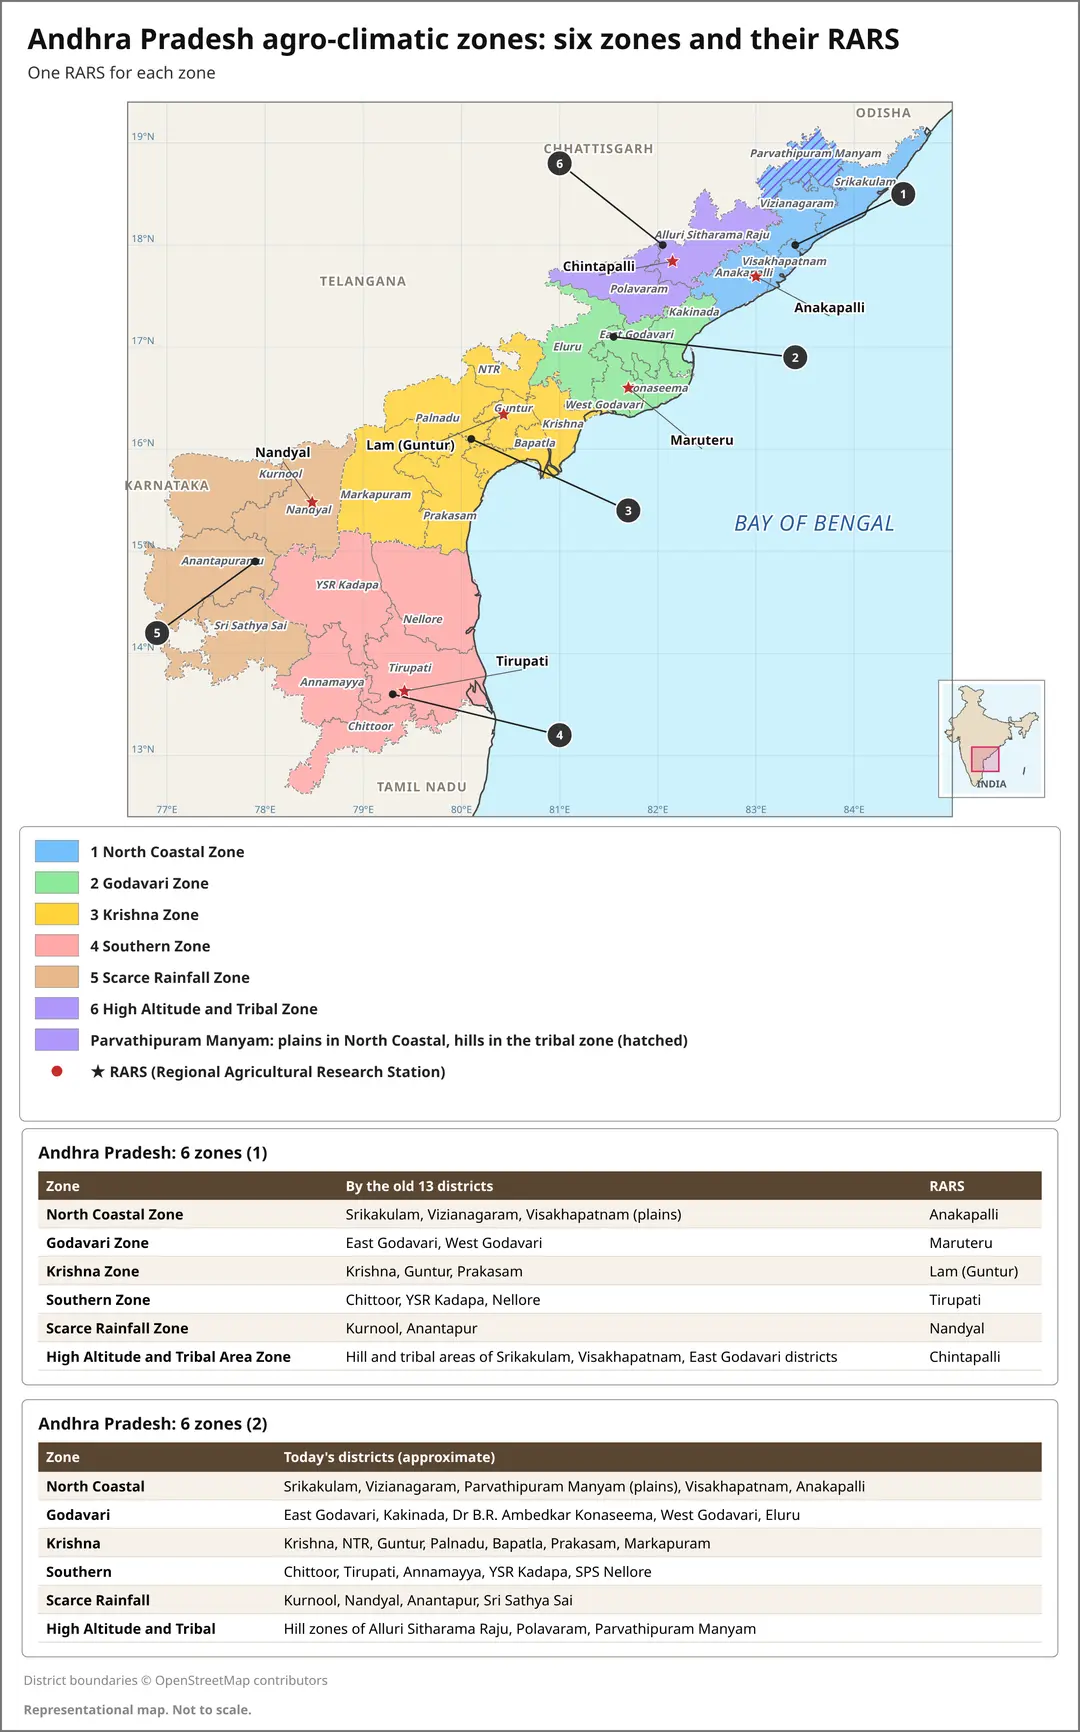 Andhra Pradesh agro-climatic zones: six zones and their RARS
One RARS for each zone
ODISHA
19°N
CHHATTISGARH
Parvathipuram Manyam
6
Srikakulam
1
Vizianagaram
18°N
Alluri Sitharama Raju
Visakhapatnam
Chintapalli
Anakapalli
TELANGANA
Polavaram
Anakapalli
Kakinada
17°N
East Godavari
Eluru
2
NTR
Konaseema
West Godavari
Guntur
Palnadu
Krishna
16°N
Lam (Guntur)
Bapatla
Maruteru
Nandyal
Kurnool
KARNATAKA
Markapuram
Nandyal
3
Prakasam
BAY OF BENGAL
15°N
Anantapuramu
YSR Kadapa
Nellore
Sri Sathya Sai
5
14°N
Tirupati
Tirupati
Annamayya
Chittoor
4
13°N
TAMIL NADU
INDIA
77°E 78°E 79°E 80°E 81°E 82°E 83°E 84°E
1 North Coastal Zone
2 Godavari Zone
3 Krishna Zone
4 Southern Zone
5 Scarce Rainfall Zone
6 High Altitude and Tribal Zone
Parvathipuram Manyam: plains in North Coastal, hills in the tribal zone (hatched)
★ RARS (Regional Agricultural Research Station)
Andhra Pradesh: 6 zones (1)
Zone By the old 13 districts RARS
North Coastal Zone Srikakulam, Vizianagaram, Visakhapatnam (plains) Anakapalli
Godavari Zone East Godavari, West Godavari Maruteru
Krishna Zone Krishna, Guntur, Prakasam Lam (Guntur)
Southern Zone Chittoor, YSR Kadapa, Nellore Tirupati
Scarce Rainfall Zone Kurnool, Anantapur Nandyal
High Altitude and Tribal Area Zone Hill and tribal areas of Srikakulam, Visakhapatnam, East Godavari districts Chintapalli
Andhra Pradesh: 6 zones (2)
Zone Today's districts (approximate)
North Coastal Srikakulam, Vizianagaram, Parvathipuram Manyam (plains), Visakhapatnam, Anakapalli
Godavari East Godavari, Kakinada, Dr B.R. Ambedkar Konaseema, West Godavari, Eluru
Krishna Krishna, NTR, Guntur, Palnadu, Bapatla, Prakasam, Markapuram
Southern Chittoor, Tirupati, Annamayya, YSR Kadapa, SPS Nellore
Scarce Rainfall Kurnool, Nandyal, Anantapur, Sri Sathya Sai
High Altitude and Tribal Hill zones of Alluri Sitharama Raju, Polavaram, Parvathipuram Manyam
District boundaries © OpenStreetMap contributors
Representational map. Not to scale.